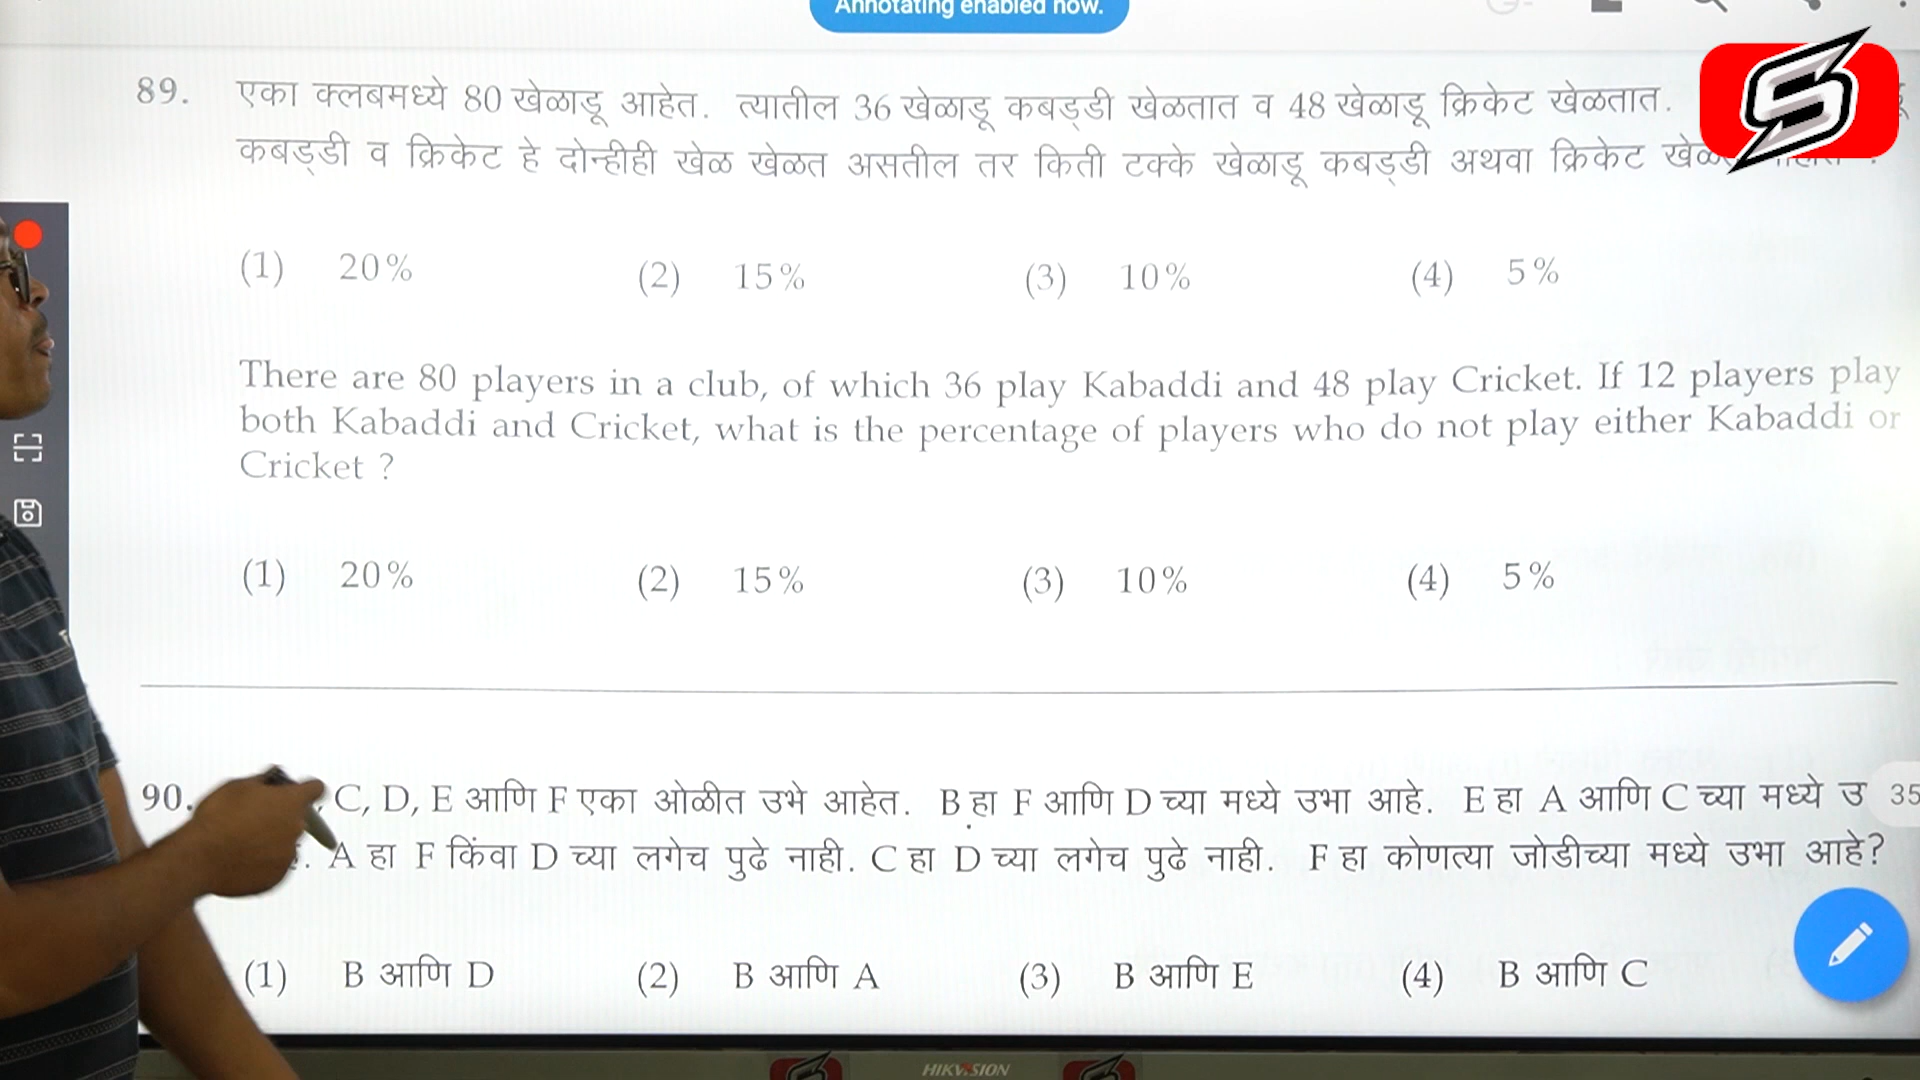 Annotating enabled now.
89. एका क्लबमध्ये 80 खेळाडू आहेत. त्यातील 36 खेळाडू कबड्डी खेळतात व 48 खेळाडू क्रिकेट खेळतात.
कबड्डी व क्रिकेट हे दोन्हीही खेळ खेळत असतील तर किती टक्के खेळाडू कबड्डी अथवा क्रिकेट
(1) 20% (2) 15% (3) 10% (4) 5%
There are 80 players in a club, of which 36 play Kabaddi and 48 play Cricket. If 12 players play
both Kabaddi and Cricket, what is the percentage of players who do not play either Kabaddi or
Cricket ?
(1) 20% (2) 15% (3) 10% (4) 5%
90. , C, D, E आणि F एका ओळीत उभे आहेत. B हा F आणि D च्या मध्ये उभा आहे. E हा A आणि C च्या मध्ये 35
. A हा F किंवा D च्या लगेच पुढे नाही. C हा D च्या लगेच पुढे नाही. F हा कोणत्या जोडीच्या मध्ये उभा आहे?
(1) B आणि D (2) B आणि A (3) B आणि E (4) B आणि C
HIKVISION